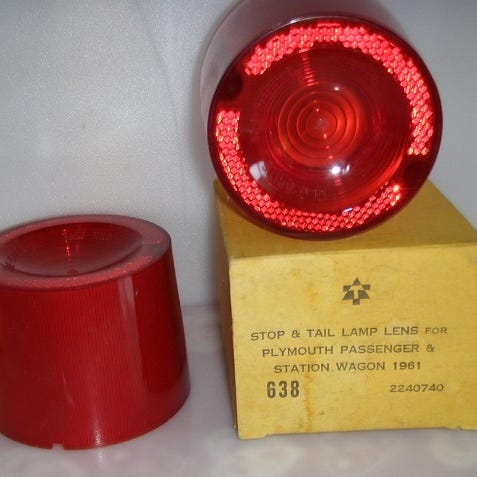 STOP & TAIL LAMP LENS FOR
PLYMOUTH PASSENGER &
STATION WAGON 1961
638 2240740